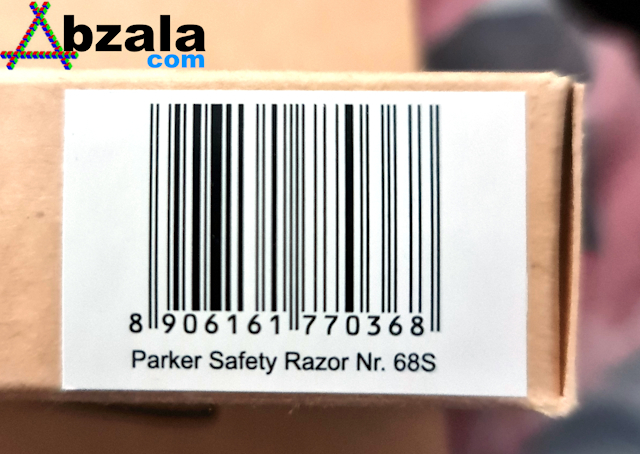 Abzala
com
8 906161 770368
Parker Safety Razor Nr. 68S